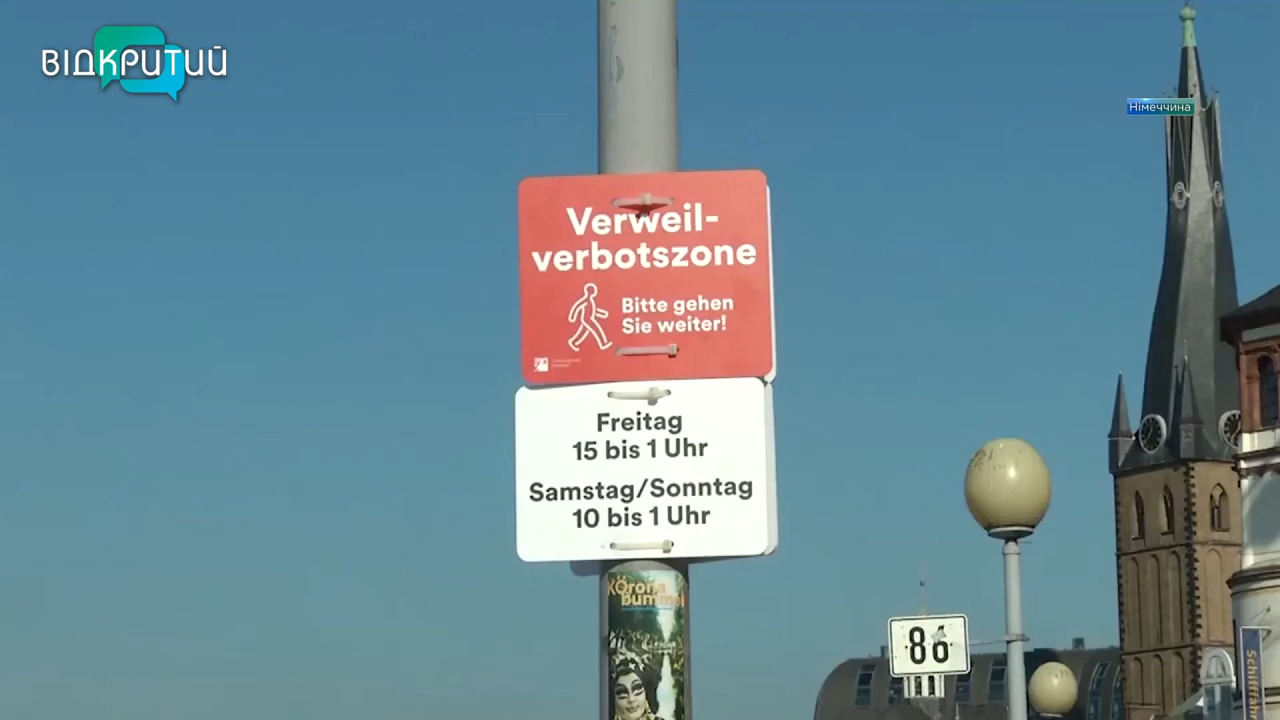 ВІДКРИТИЙ
Німеччина
Verweil-
verbotszone
Bitte gehen
Sie weiter!
Freitag
15 bis 1 Uhr
Samstag/Sonntag
10 bis 1 Uhr
KÖrona
bummel
86